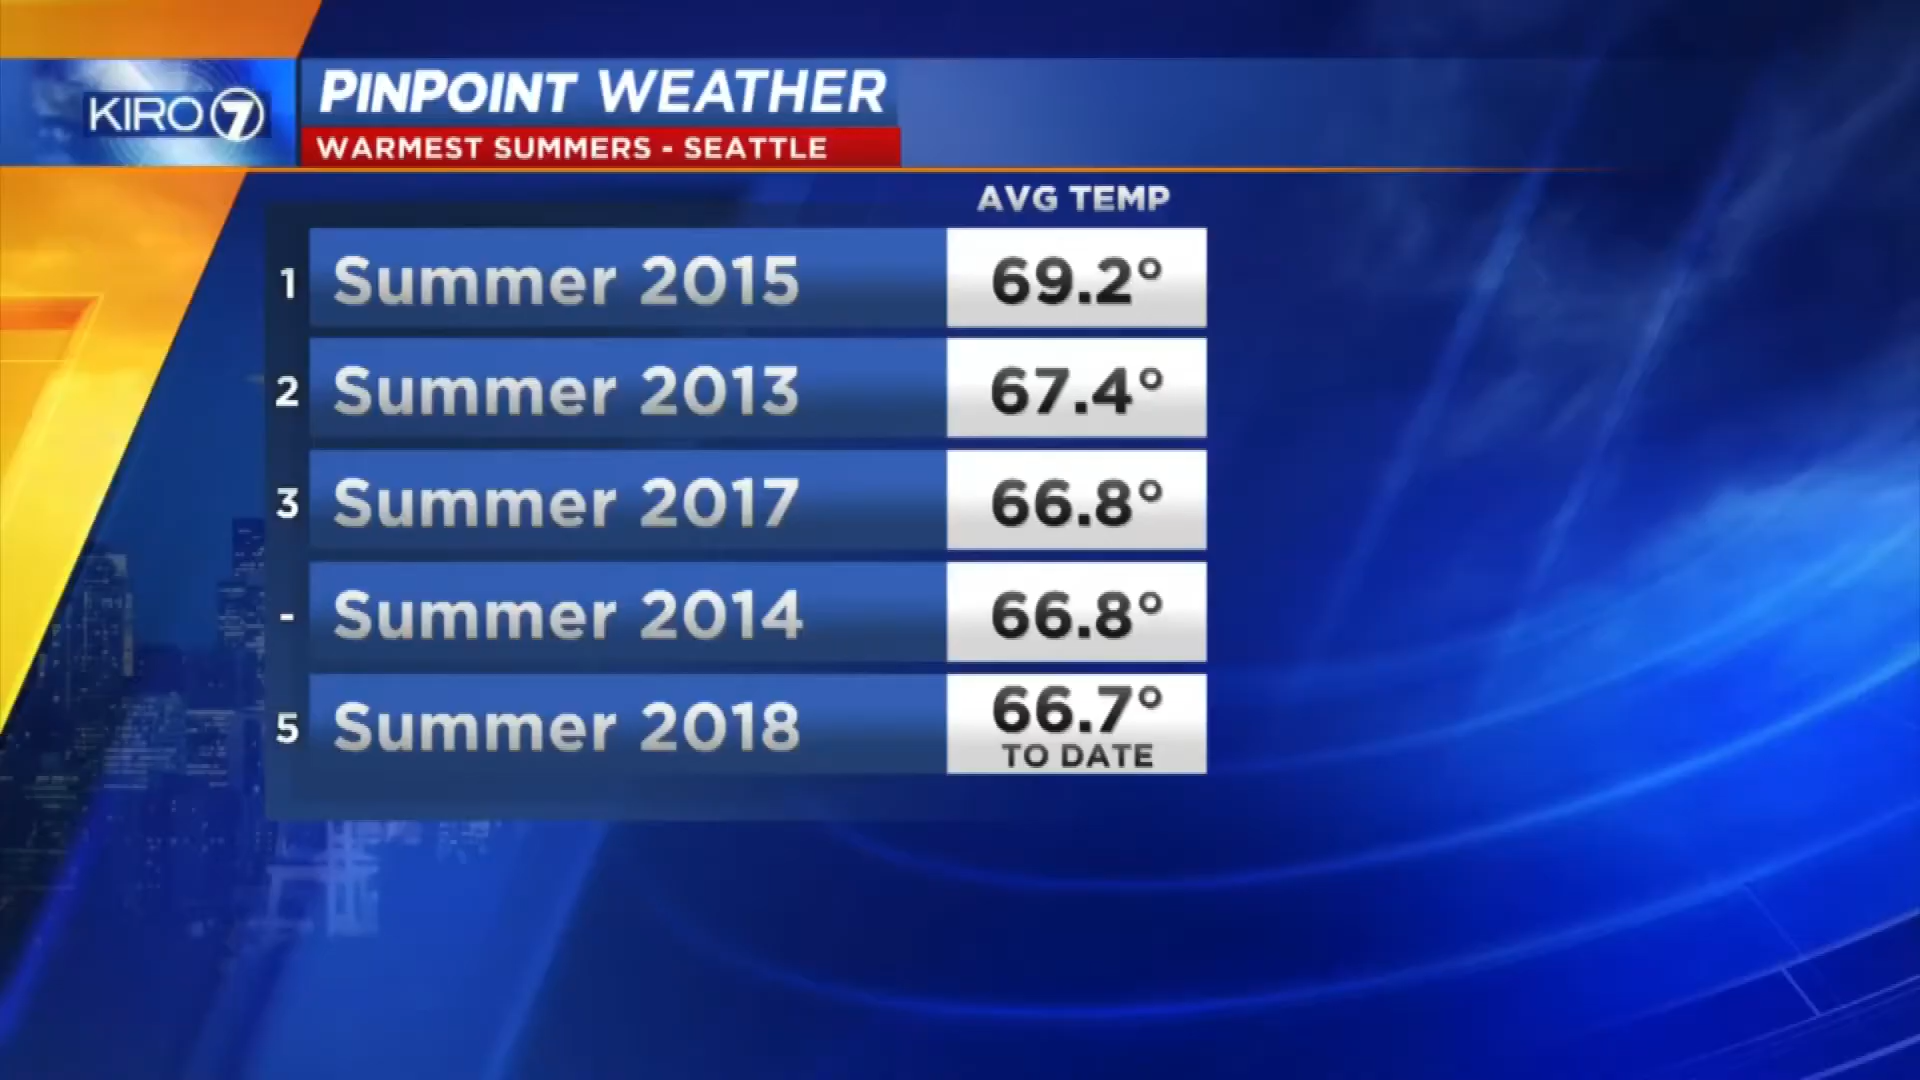 KIRO 7
PINPOINT WEATHER
WARMEST SUMMERS - SEATTLE
AVG TEMP
1 Summer 2015 69.2°
2 Summer 2013 67.4°
3 Summer 2017 66.8°
- Summer 2014 66.8°
5 Summer 2018 66.7°
TO DATE